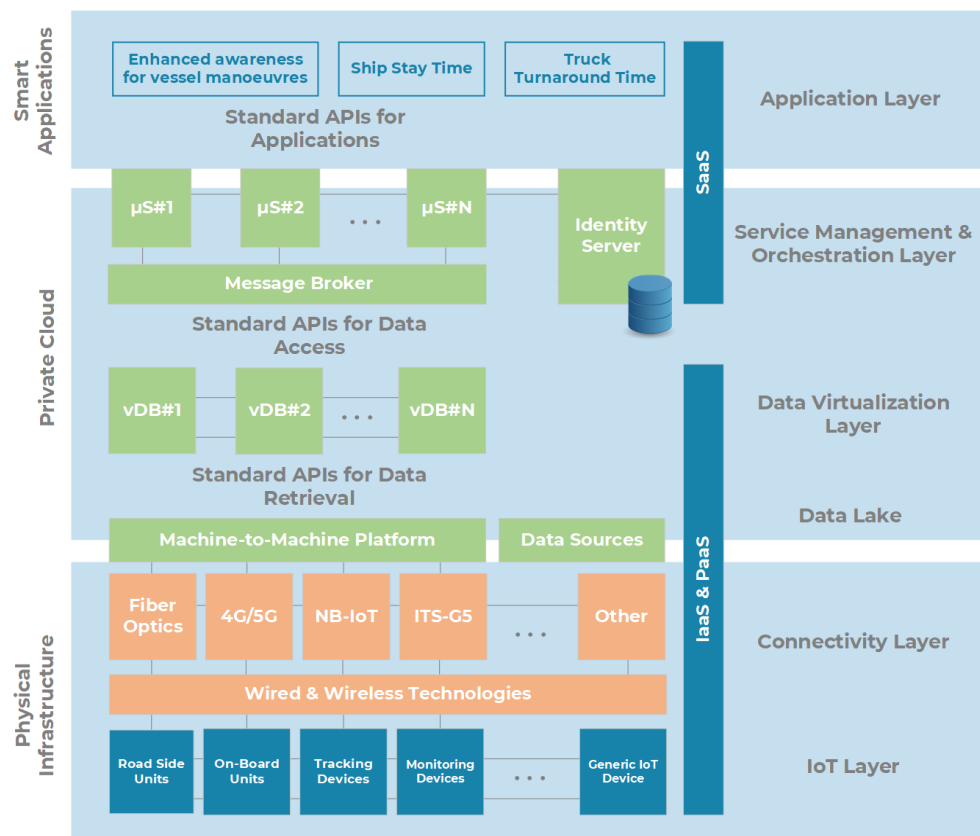 Smart
Applications
Enhanced awareness
for vessel manoeuvres
Ship Stay Time
Truck
Turnaround Time
Standard APIs for
Applications
Application Layer
SaaS
Private Cloud
µS#1
µS#2
...
µS#N
Identity
Server
Service Management &
Orchestration Layer
Message Broker
Standard APIs for Data
Access
vDB#1
vDB#2
...
vDB#N
Data Virtualization
Layer
Standard APIs for Data
Retrieval
Data Lake
Machine-to-Machine Platform
Data Sources
IaaS & PaaS
Physical
Infrastructure
Fiber
Optics
4G/5G
NB-IoT
ITS-G5
...
Other
Connectivity Layer
Wired & Wireless Technologies
Road Side
Units
On-Board
Units
Tracking
Devices
Monitoring
Devices
...
Generic IoT
Device
IoT Layer